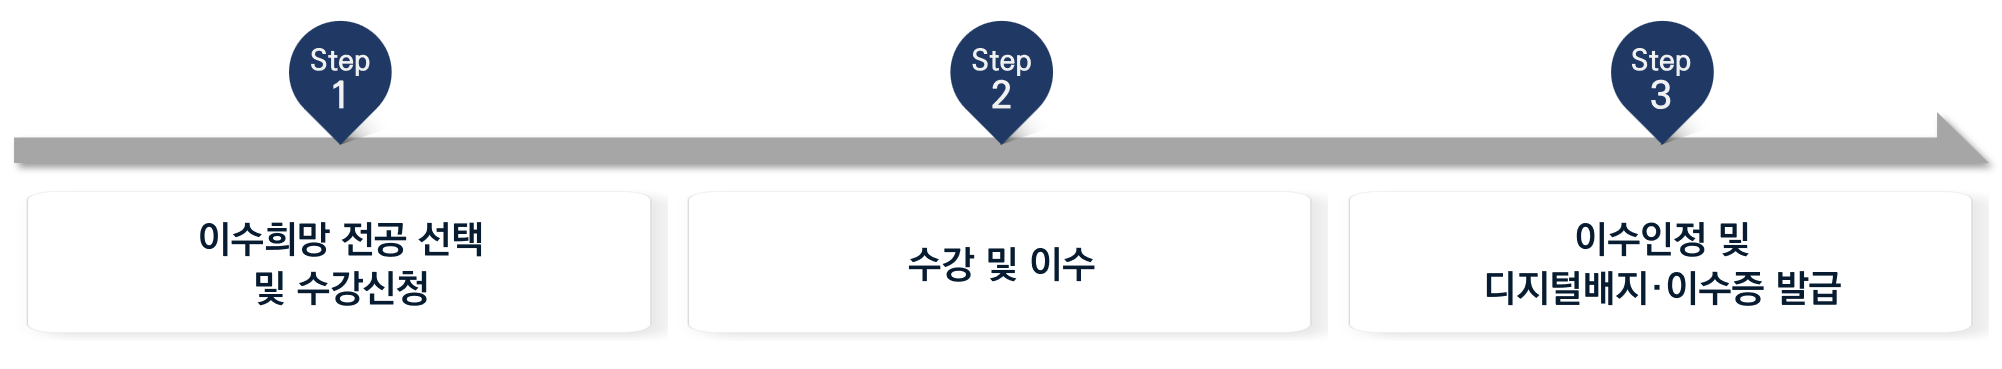 Step
1
Step
2
Step
3
이수희망 전공 선택
및 수강신청
수강 및 이수
이수인정 및
디지털배지·이수증 발급